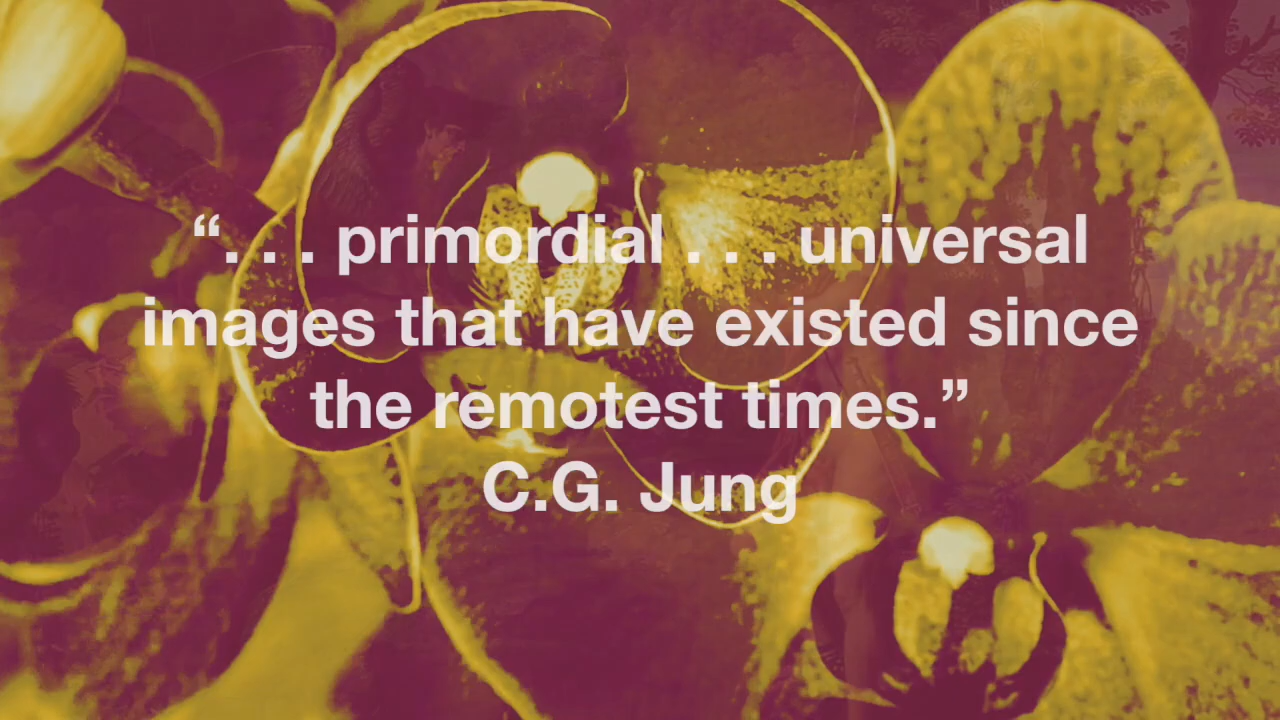 “. . . primordial . . . universal
images that have existed since
the remotest times.”
C.G. Jung